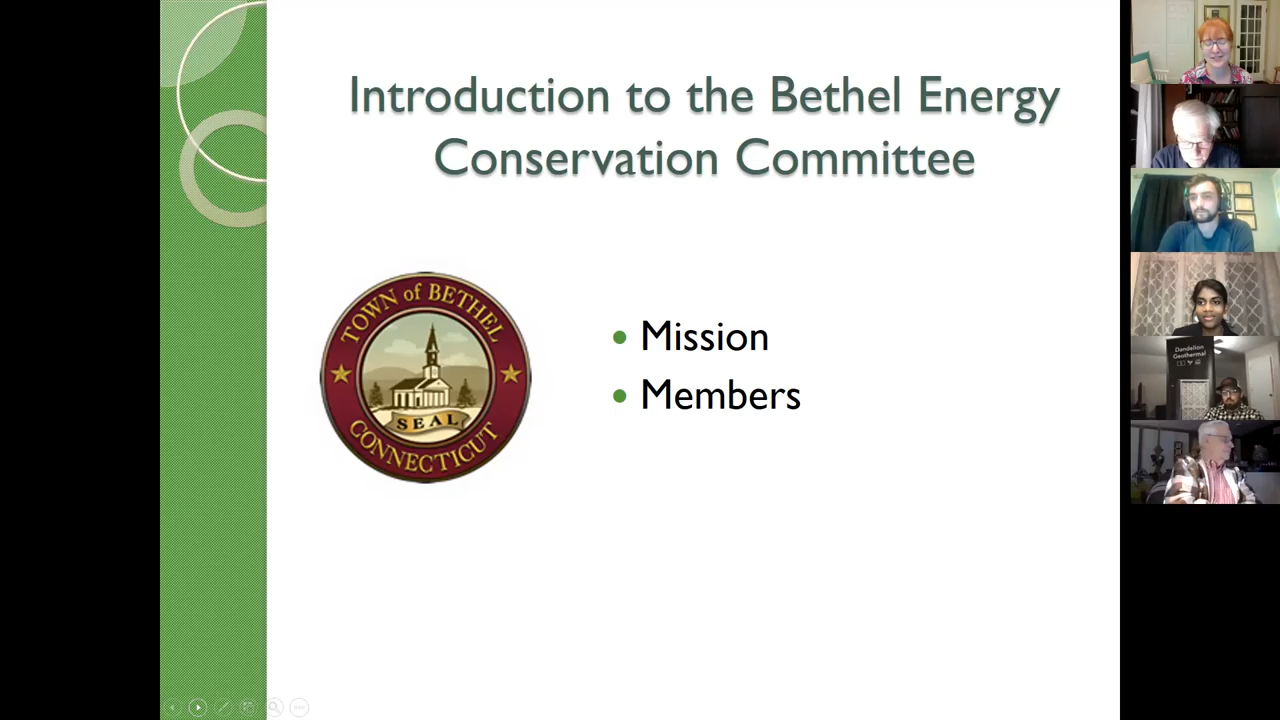 Introduction to the Bethel Energy
Conservation Committee
TOWN of BETHEL
SEAL
CONNECTICUT
• Mission
• Members
Dandelion
Geothermal